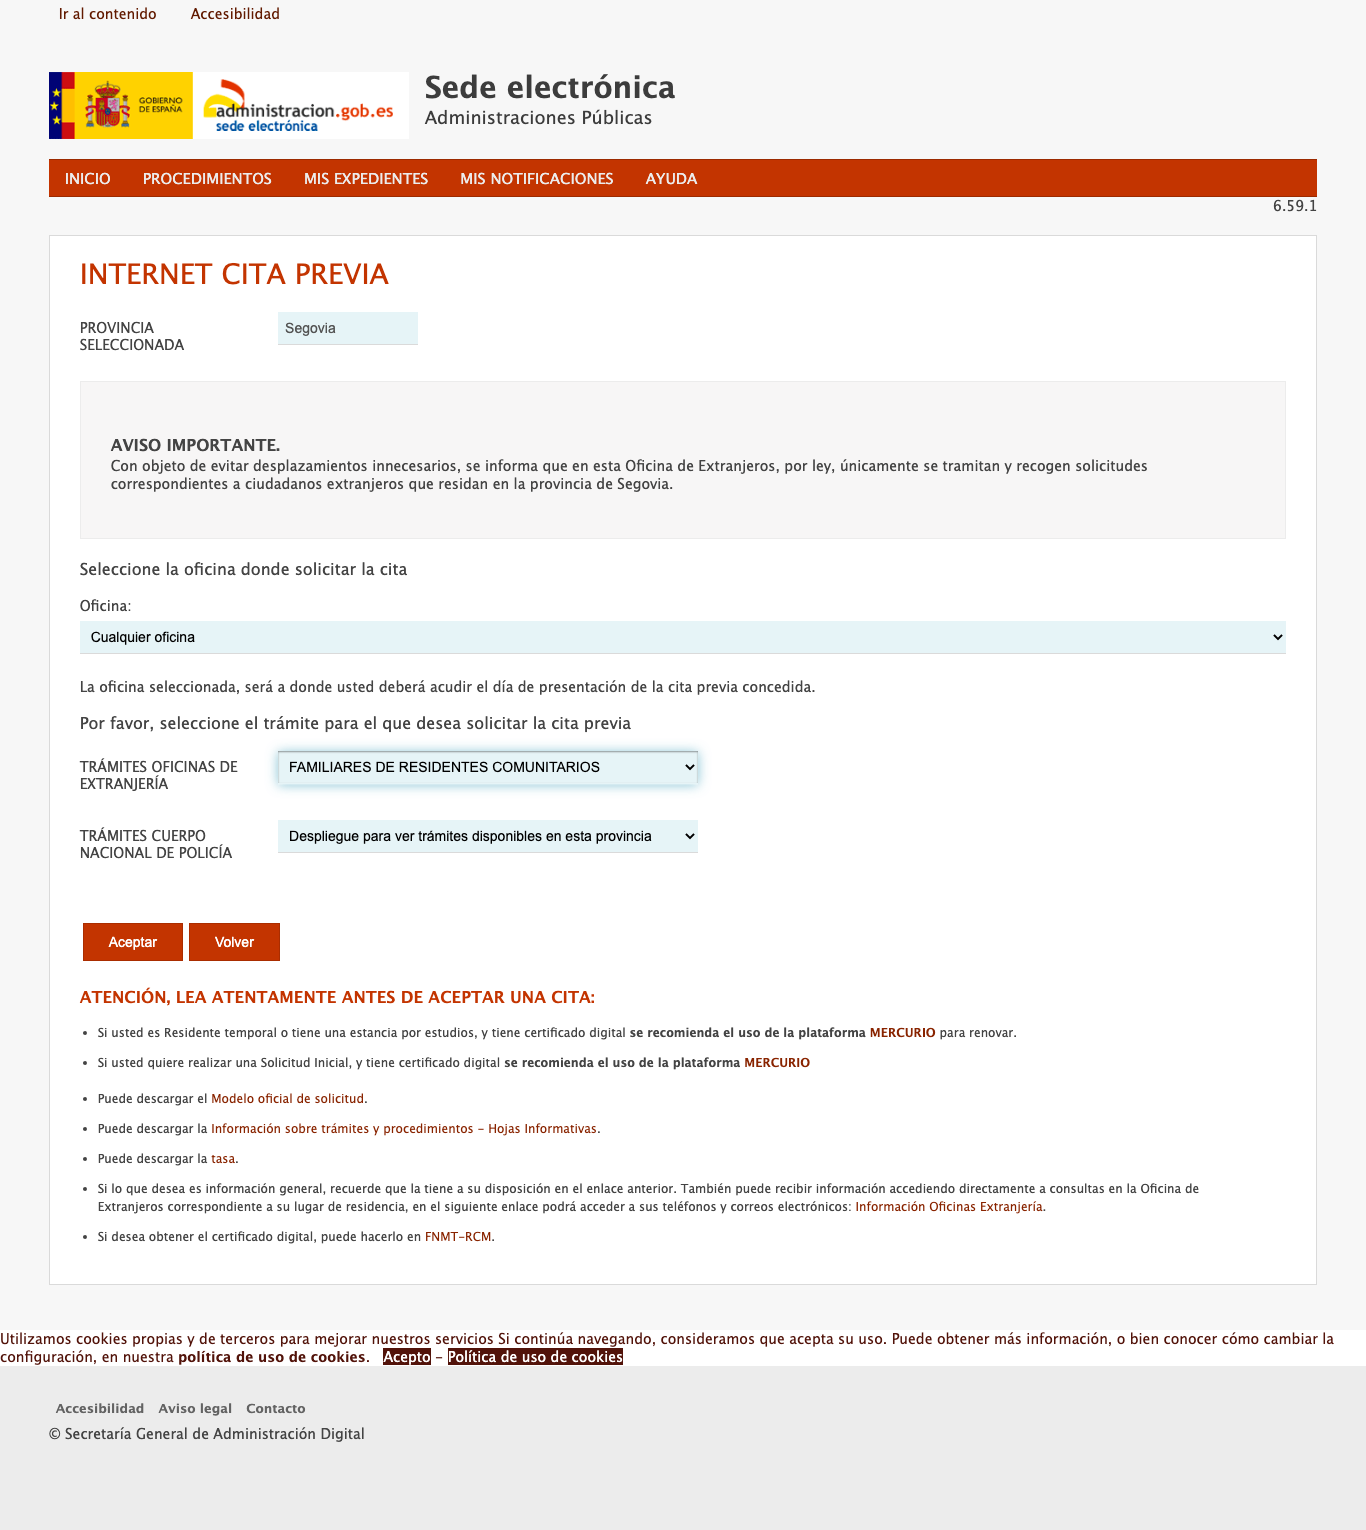 Ir al contenido Accesibilidad
GOBIERNO
DE ESPAÑA
administracion.gob.es
sede electrónica
Sede electrónica
Administraciones Públicas
INICIO PROCEDIMIENTOS MIS EXPEDIENTES MIS NOTIFICACIONES AYUDA
6.59.1
INTERNET CITA PREVIA
PROVINCIA
SELECCIONADA
Segovia
AVISO IMPORTANTE.
Con objeto de evitar desplazamientos innecesarios, se informa que en esta Oficina de Extranjeros, por ley, únicamente se tramitan y recogen solicitudes
correspondientes a ciudadanos extranjeros que residan en la provincia de Segovia.
Seleccione la oficina donde solicitar la cita
Oficina:
Cualquier oficina
La oficina seleccionada, será a donde usted deberá acudir el día de presentación de la cita previa concedida.
Por favor, seleccione el trámite para el que desea solicitar la cita previa
TRÁMITES OFICINAS DE
EXTRANJERÍA
FAMILIARES DE RESIDENTES COMUNITARIOS
TRÁMITES CUERPO
NACIONAL DE POLICÍA
Despliegue para ver trámites disponibles en esta provincia
Aceptar Volver
ATENCIÓN, LEA ATENTAMENTE ANTES DE ACEPTAR UNA CITA:
• Si usted es Residente temporal o tiene una estancia por estudios, y tiene certificado digital se recomienda el uso de la plataforma MERCURIO para renovar.
• Si usted quiere realizar una Solicitud Inicial, y tiene certificado digital se recomienda el uso de la plataforma MERCURIO
• Puede descargar el Modelo oficial de solicitud.
• Puede descargar la Información sobre trámites y procedimientos - Hojas Informativas.
• Puede descargar la tasa.
• Si lo que desea es información general, recuerde que la tiene a su disposición en el enlace anterior. También puede recibir información accediendo directamente a consultas en la Oficina de
Extranjeros correspondiente a su lugar de residencia, en el siguiente enlace podrá acceder a sus teléfonos y correos electrónicos: Información Oficinas Extranjería.
• Si desea obtener el certificado digital, puede hacerlo en FNMT-RCM.
Utilizamos cookies propias y de terceros para mejorar nuestros servicios Si continúa navegando, consideramos que acepta su uso. Puede obtener más información, o bien conocer cómo cambiar la
configuración, en nuestra política de uso de cookies. Acepto - Política de uso de cookies
Accesibilidad Aviso legal Contacto
© Secretaría General de Administración Digital